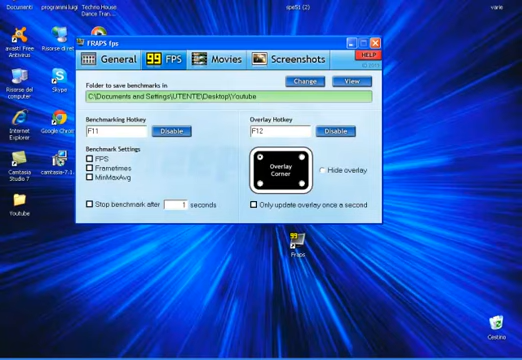 Documenti
programmi luigi
Techno House
Dance Tran...
spe51 (2)
varie
avast! Free
Antivirus
Risorse di ret
Risorse del
computer
Skype
Internet
Explorer
Google Chron
Camtasia
Studio 7
camtasia-7.1.
Youtube
Fraps
Cestino
FRAPS fps
General
99 FPS
Movies
Screenshots
HELP
Folder to save benchmarks in
Change
View
C:\Documents and Settings\UTENTE\Desktop\Youtube
Benchmarking Hotkey
Overlay Hotkey
F11
Disable
F12
Disable
Benchmark Settings
FPS
Frametimes
MinMaxAvg
Overlay
Corner
Hide overlay
Stop benchmark after 1 seconds
Only update overlay once a second